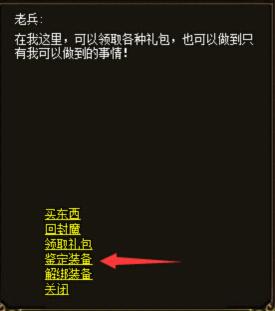 老兵：
在我这里，可以领取各种礼包，也可以做到只
有我可以做到的事情！
买东西
回封魔
领取礼包
鉴定装备
解绑装备
关闭